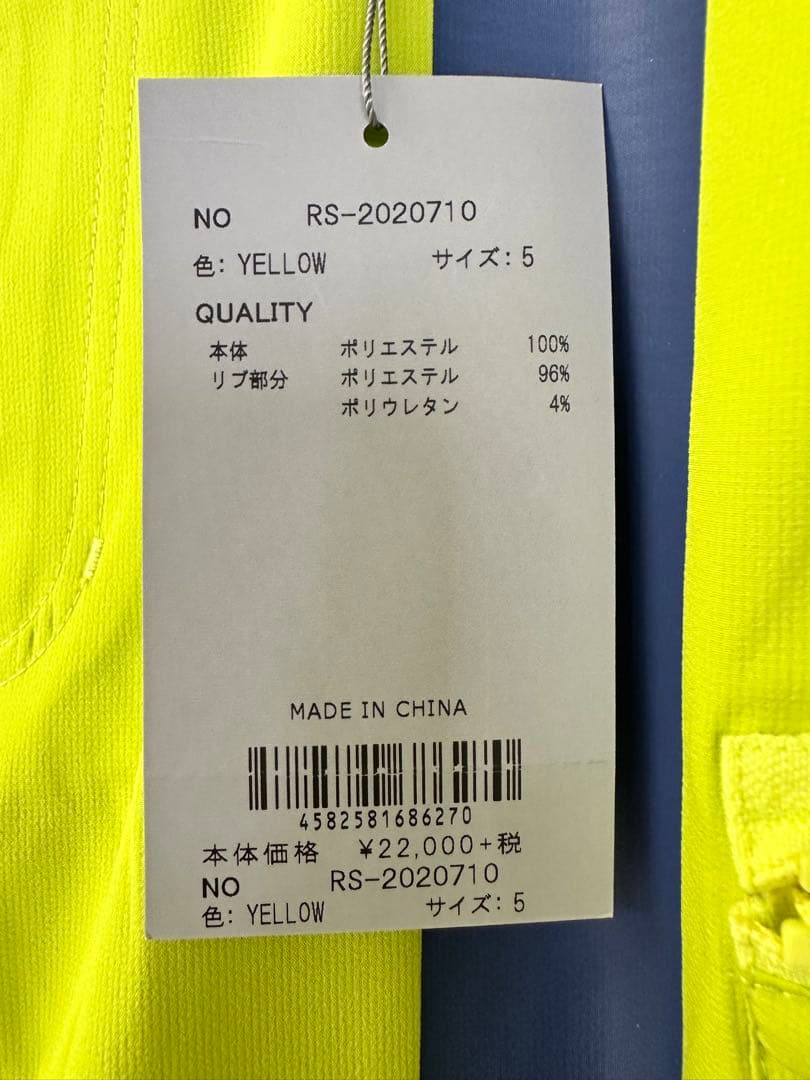 NO RS-2020710
色: YELLOW サイズ: 5
QUALITY
本体 ポリエステル 100%
リブ部分 ポリエステル 96%
ポリウレタン 4%
MADE IN CHINA
4582581686270
本体価格 ¥22,000+税
NO RS-2020710
色: YELLOW サイズ: 5